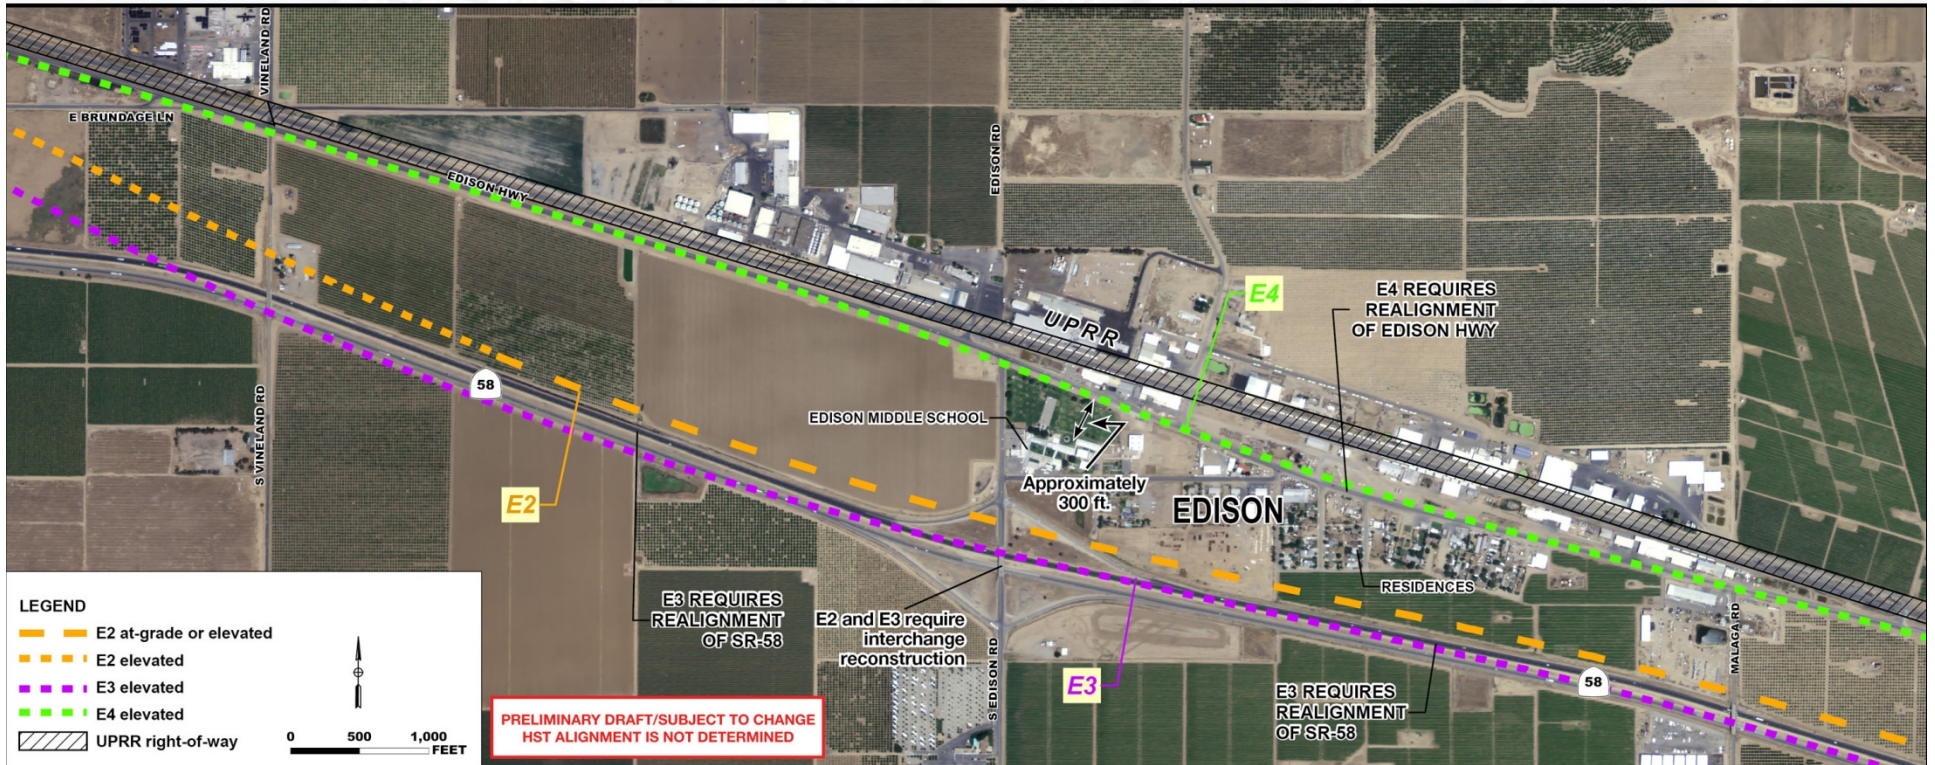 VINELAND RD
E BRUNDAGE LN
EDISON HWY
EDISON RD
UPRR
E4
E4 REQUIRES
REALIGNMENT
OF EDISON HWY
58
S VINELAND RD
EDISON MIDDLE SCHOOL
Approximately
300 ft.
E2
EDISON
RESIDENCES
E3 REQUIRES
REALIGNMENT
OF SR-58
E2 and E3 require
interchange
reconstruction
S EDISON RD
E3
58
MALAGA RD
E3 REQUIRES
REALIGNMENT
OF SR-58
LEGEND
E2 at-grade or elevated
E2 elevated
E3 elevated
E4 elevated
UPRR right-of-way
0 500 1,000
FEET
PRELIMINARY DRAFT/SUBJECT TO CHANGE
HST ALIGNMENT IS NOT DETERMINED